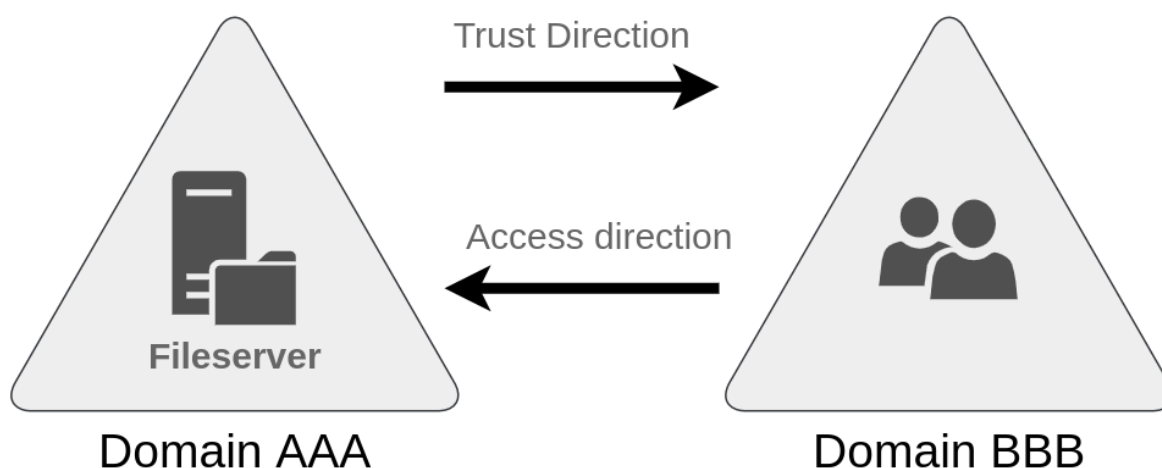 Trust Direction
Access direction
Fileserver
Domain AAA
Domain BBB